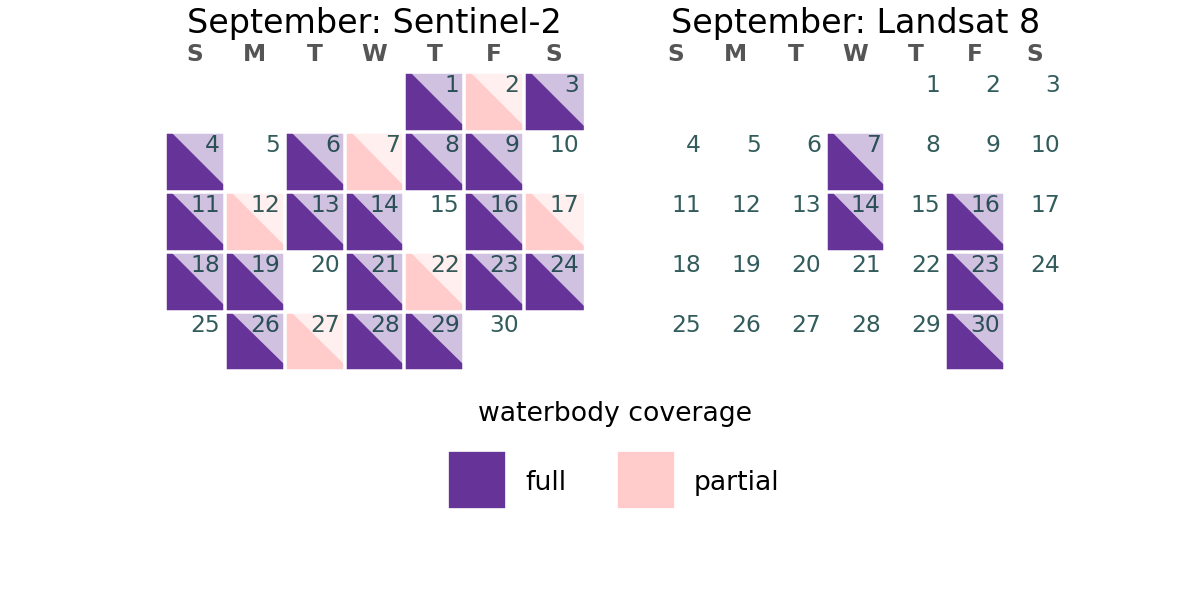 September: Sentinel-2
S M T W T F S
1 2 3
4 5 6 7 8 9 10
11 12 13 14 15 16 17
18 19 20 21 22 23 24
25 26 27 28 29 30
September: Landsat 8
S M T W T F S
1 2 3
4 5 6 7 8 9 10
11 12 13 14 15 16 17
18 19 20 21 22 23 24
25 26 27 28 29 30
waterbody coverage
full partial